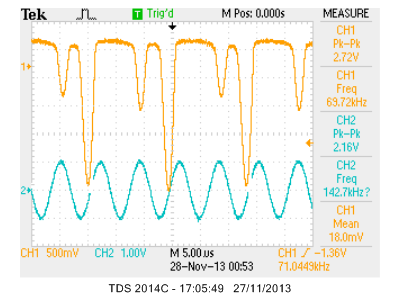 Tek T Trig'd M Pos: 0.000s MEASURE
CH1
Pk-Pk
2.72V
CH1
Freq
69.72kHz
CH2
Pk-Pk
2.16V
CH2
Freq
142.7kHz?
CH1
Mean
18.0mV
1
2
CH1 500mV CH2 1.00V M 5.00µs CH1 -1.36V
28-Nov-13 00:53 71.0449kHz
TDS 2014C - 17:05:49 27/11/2013